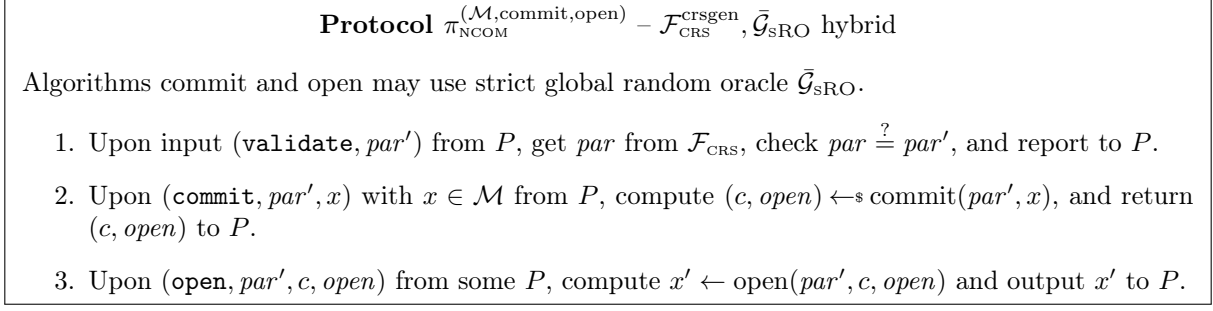 Protocol π_NCOM^(ℳ,commit,open) – ℱ_CRS^crsgen, 𝒢̄_sRO hybrid
Algorithms commit and open may use strict global random oracle 𝒢̄_sRO.
1. Upon input (validate, par′) from P, get par from ℱ_CRS, check par ≟ par′, and report to P.
2. Upon (commit, par′, x) with x ∈ ℳ from P, compute (c, open) ←$ commit(par′, x), and return
(c, open) to P.
3. Upon (open, par′, c, open) from some P, compute x′ ← open(par′, c, open) and output x′ to P.